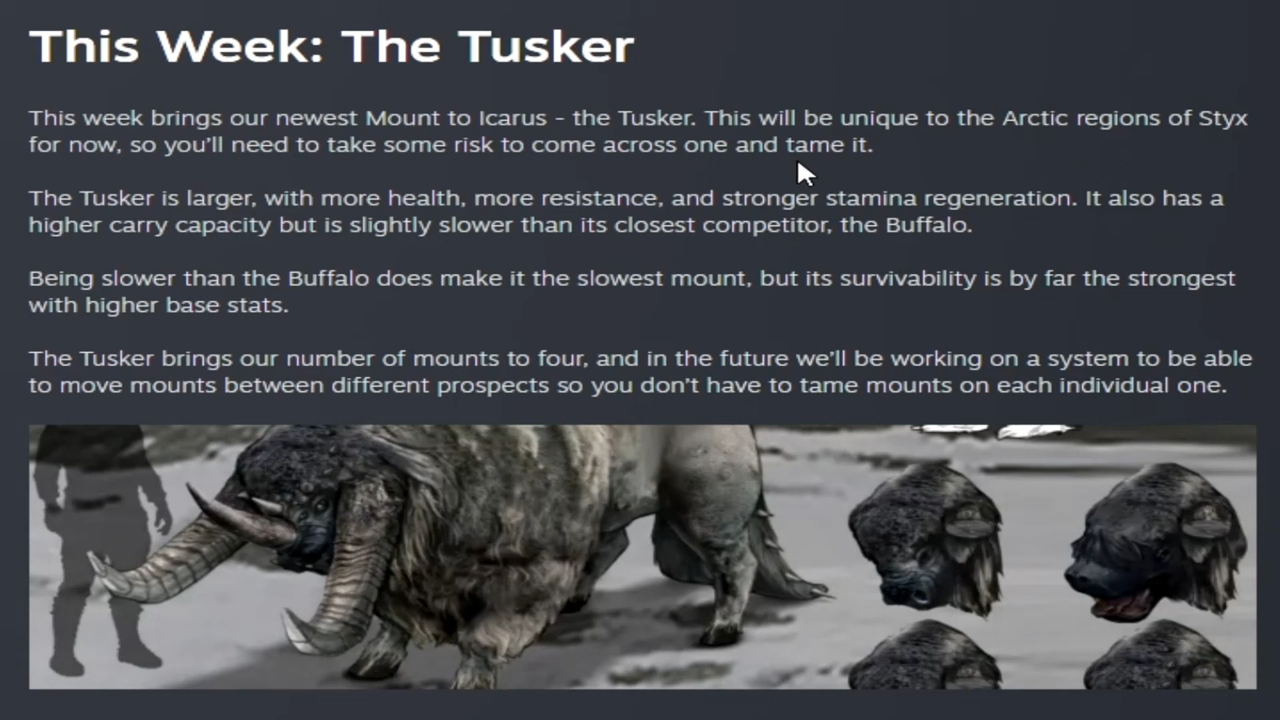 This Week: The Tusker
This week brings our newest Mount to Icarus - the Tusker. This will be unique to the Arctic regions of Styx
for now, so you'll need to take some risk to come across one and tame it.
The Tusker is larger, with more health, more resistance, and stronger stamina regeneration. It also has a
higher carry capacity but is slightly slower than its closest competitor, the Buffalo.
Being slower than the Buffalo does make it the slowest mount, but its survivability is by far the strongest
with higher base stats.
The Tusker brings our number of mounts to four, and in the future we'll be working on a system to be able
to move mounts between different prospects so you don't have to tame mounts on each individual one.